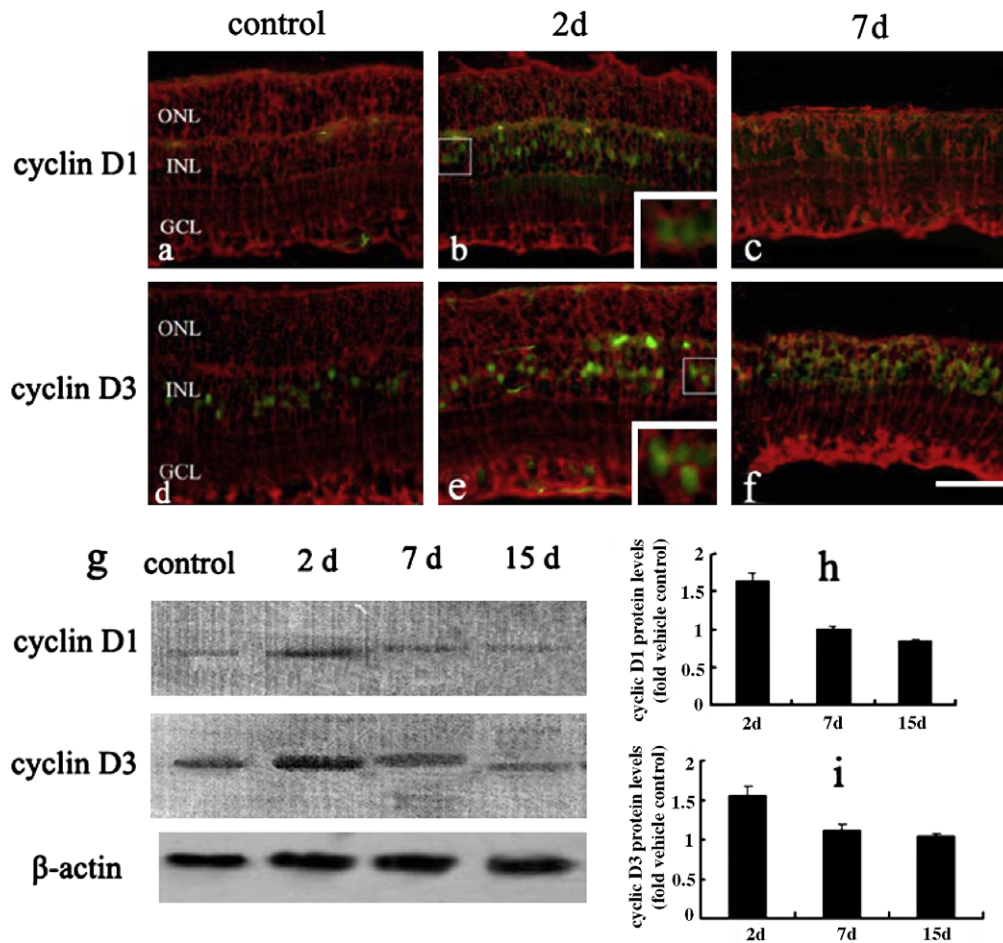 control 2d 7d
cyclin D1
ONL
INL
GCL
a b c
cyclin D3
ONL
INL
GCL
d e f
g control 2 d 7 d 15 d
cyclin D1
cyclin D3
β-actin
h
cyclic D1 protein levels
(fold vehicle control)
2
1.5
1
0.5
0
2d 7d 15d
i
cyclic D3 protein levels
(fold vehicle control)
2
1.5
1
0.5
0
2d 7d 15d